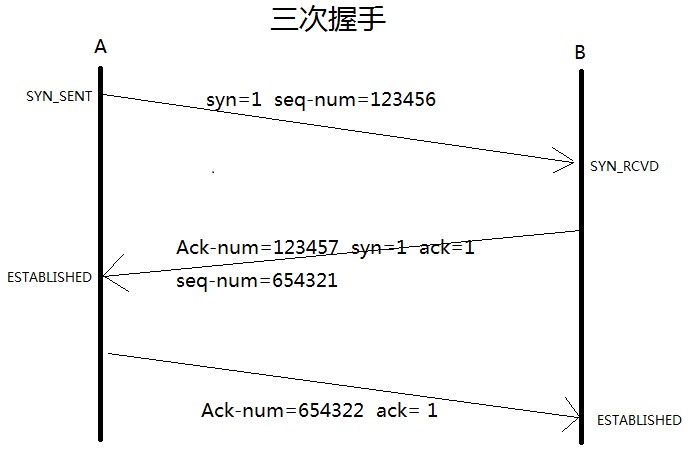 三次握手
A
B
SYN_SENT
syn=1 seq-num=123456
SYN_RCVD
Ack-num=123457 syn=1 ack=1
ESTABLISHED
seq-num=654321
Ack-num=654322 ack= 1
ESTABLISHED